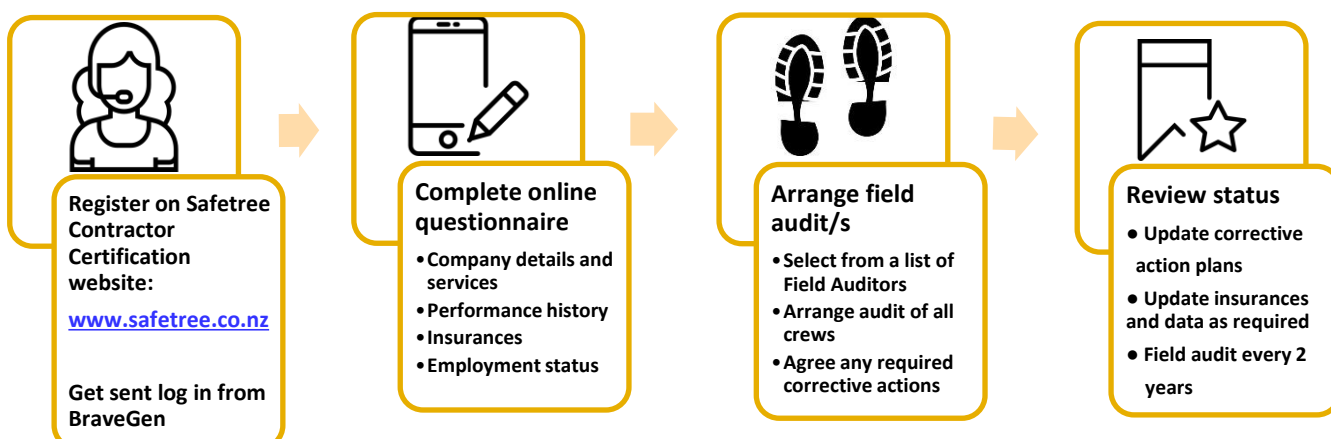 Register on Safetree
Contractor
Certification
website:
www.safetree.co.nz
Get sent log in from
BraveGen
Complete online
questionnaire
•Company details and
services
•Performance history
•Insurances
•Employment status
Arrange field
audit/s
•Select from a list of
Field Auditors
•Arrange audit of all
crews
•Agree any required
corrective actions
Review status
● Update corrective
action plans
● Update insurances
and data as required
● Field audit every 2
years